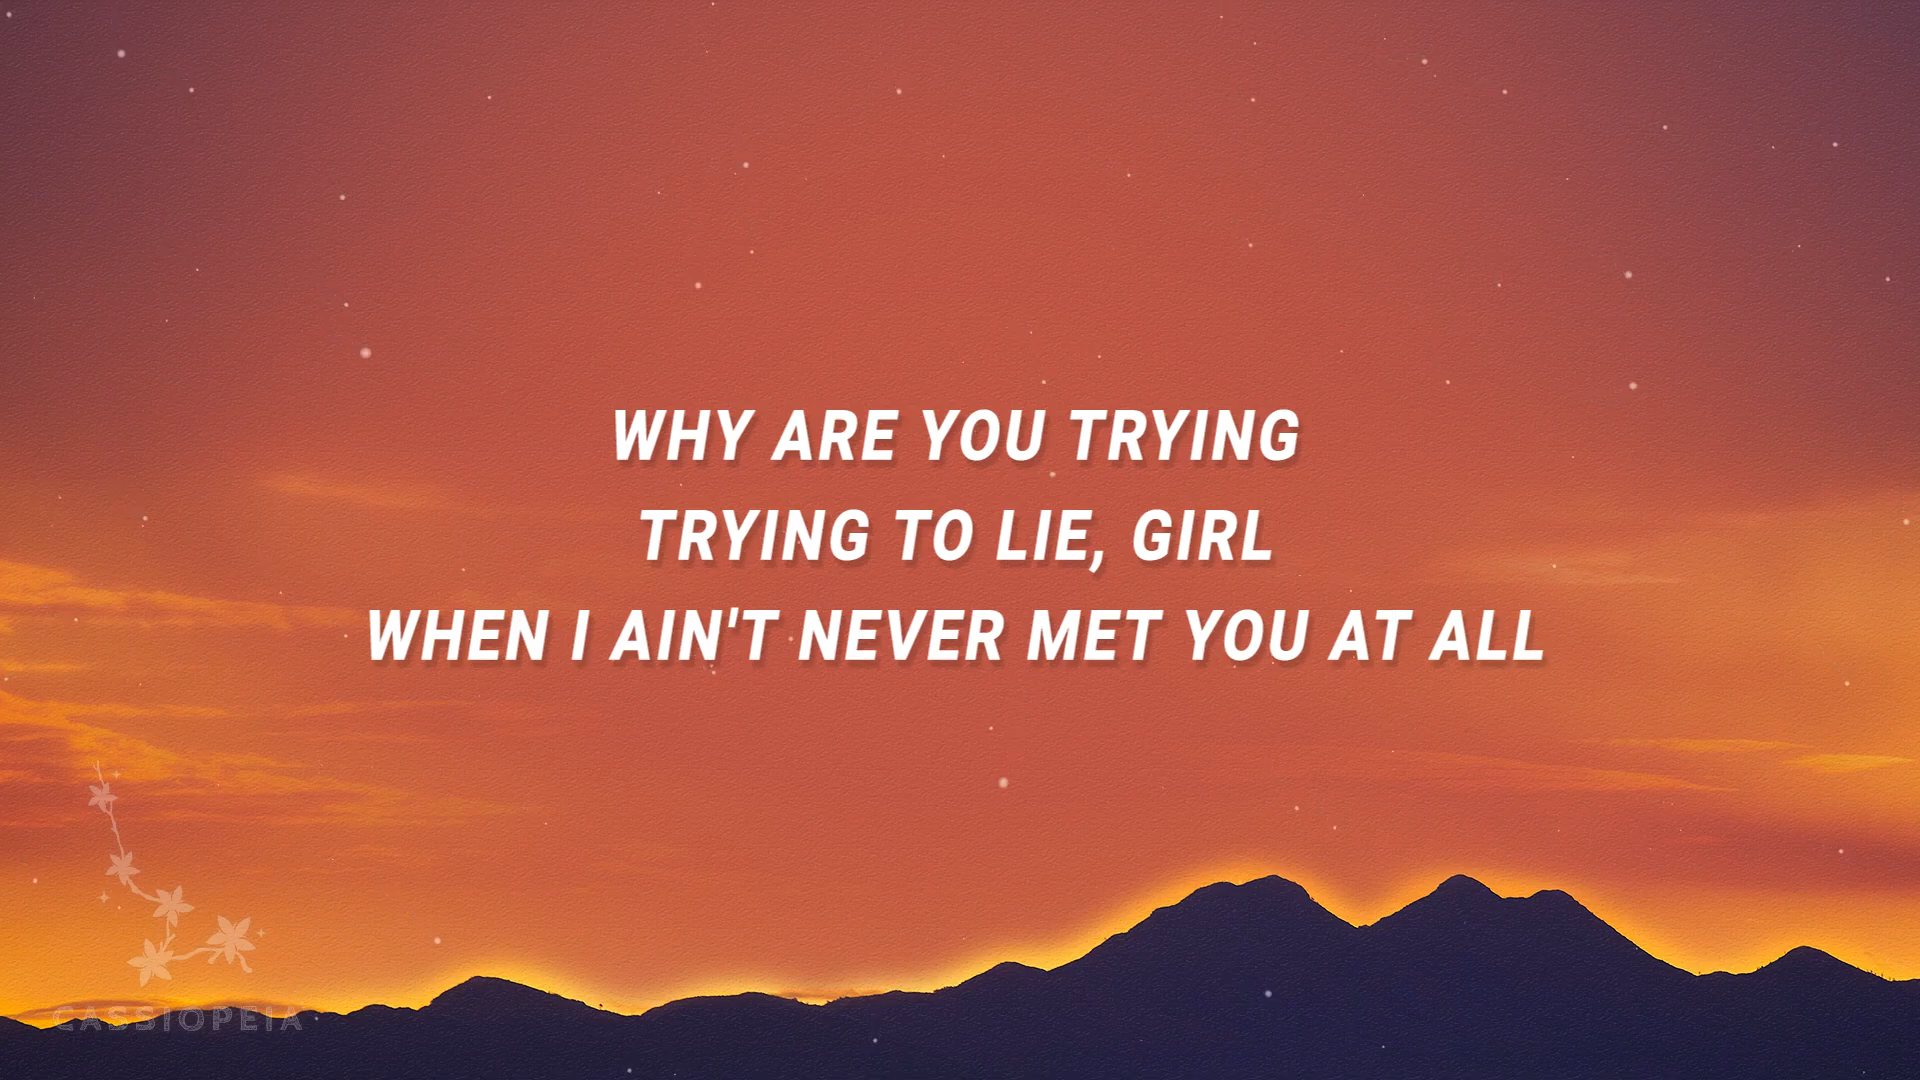 WHY ARE YOU TRYING
TRYING TO LIE, GIRL
WHEN I AIN'T NEVER MET YOU AT ALL
CASSIOPEIA